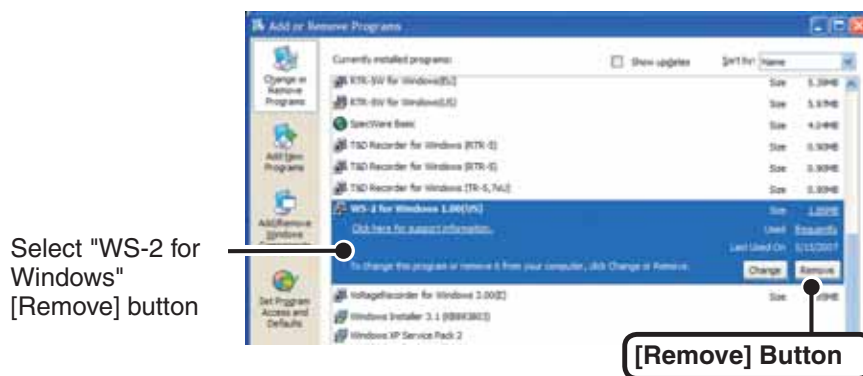 Add or Remove Programs
Change or
Remove
Programs
Currently installed programs:
Show updates
Sort by: Name
RTR-5W for Windows(EU)
Size 5.39MB
RTR-5W for Windows(US)
Size 5.97MB
SpecWare Basic
Size 4.24MB
Add New
Programs
T&D Recorder for Windows (RTR-5)
Size 0.90MB
T&D Recorder for Windows (RTR-5)
Size 0.90MB
T&D Recorder for Windows (TR-5,7xU)
Size 0.80MB
Add/Remove
Windows
WS-2 for Windows 1.00(US)
Size
Click here for support information.
Used frequently
Last Used On 5/15/2007
To change this program or remove it from your computer, click Change or Remove.
Change
Remove
Select "WS-2 for
Windows"
[Remove] button
Set Program
Access and
Defaults
VoltageRecorder for Windows 2.00(E)
Size
Windows Installer 3.1 (KB893803)
Windows XP Service Pack 2
[Remove] Button